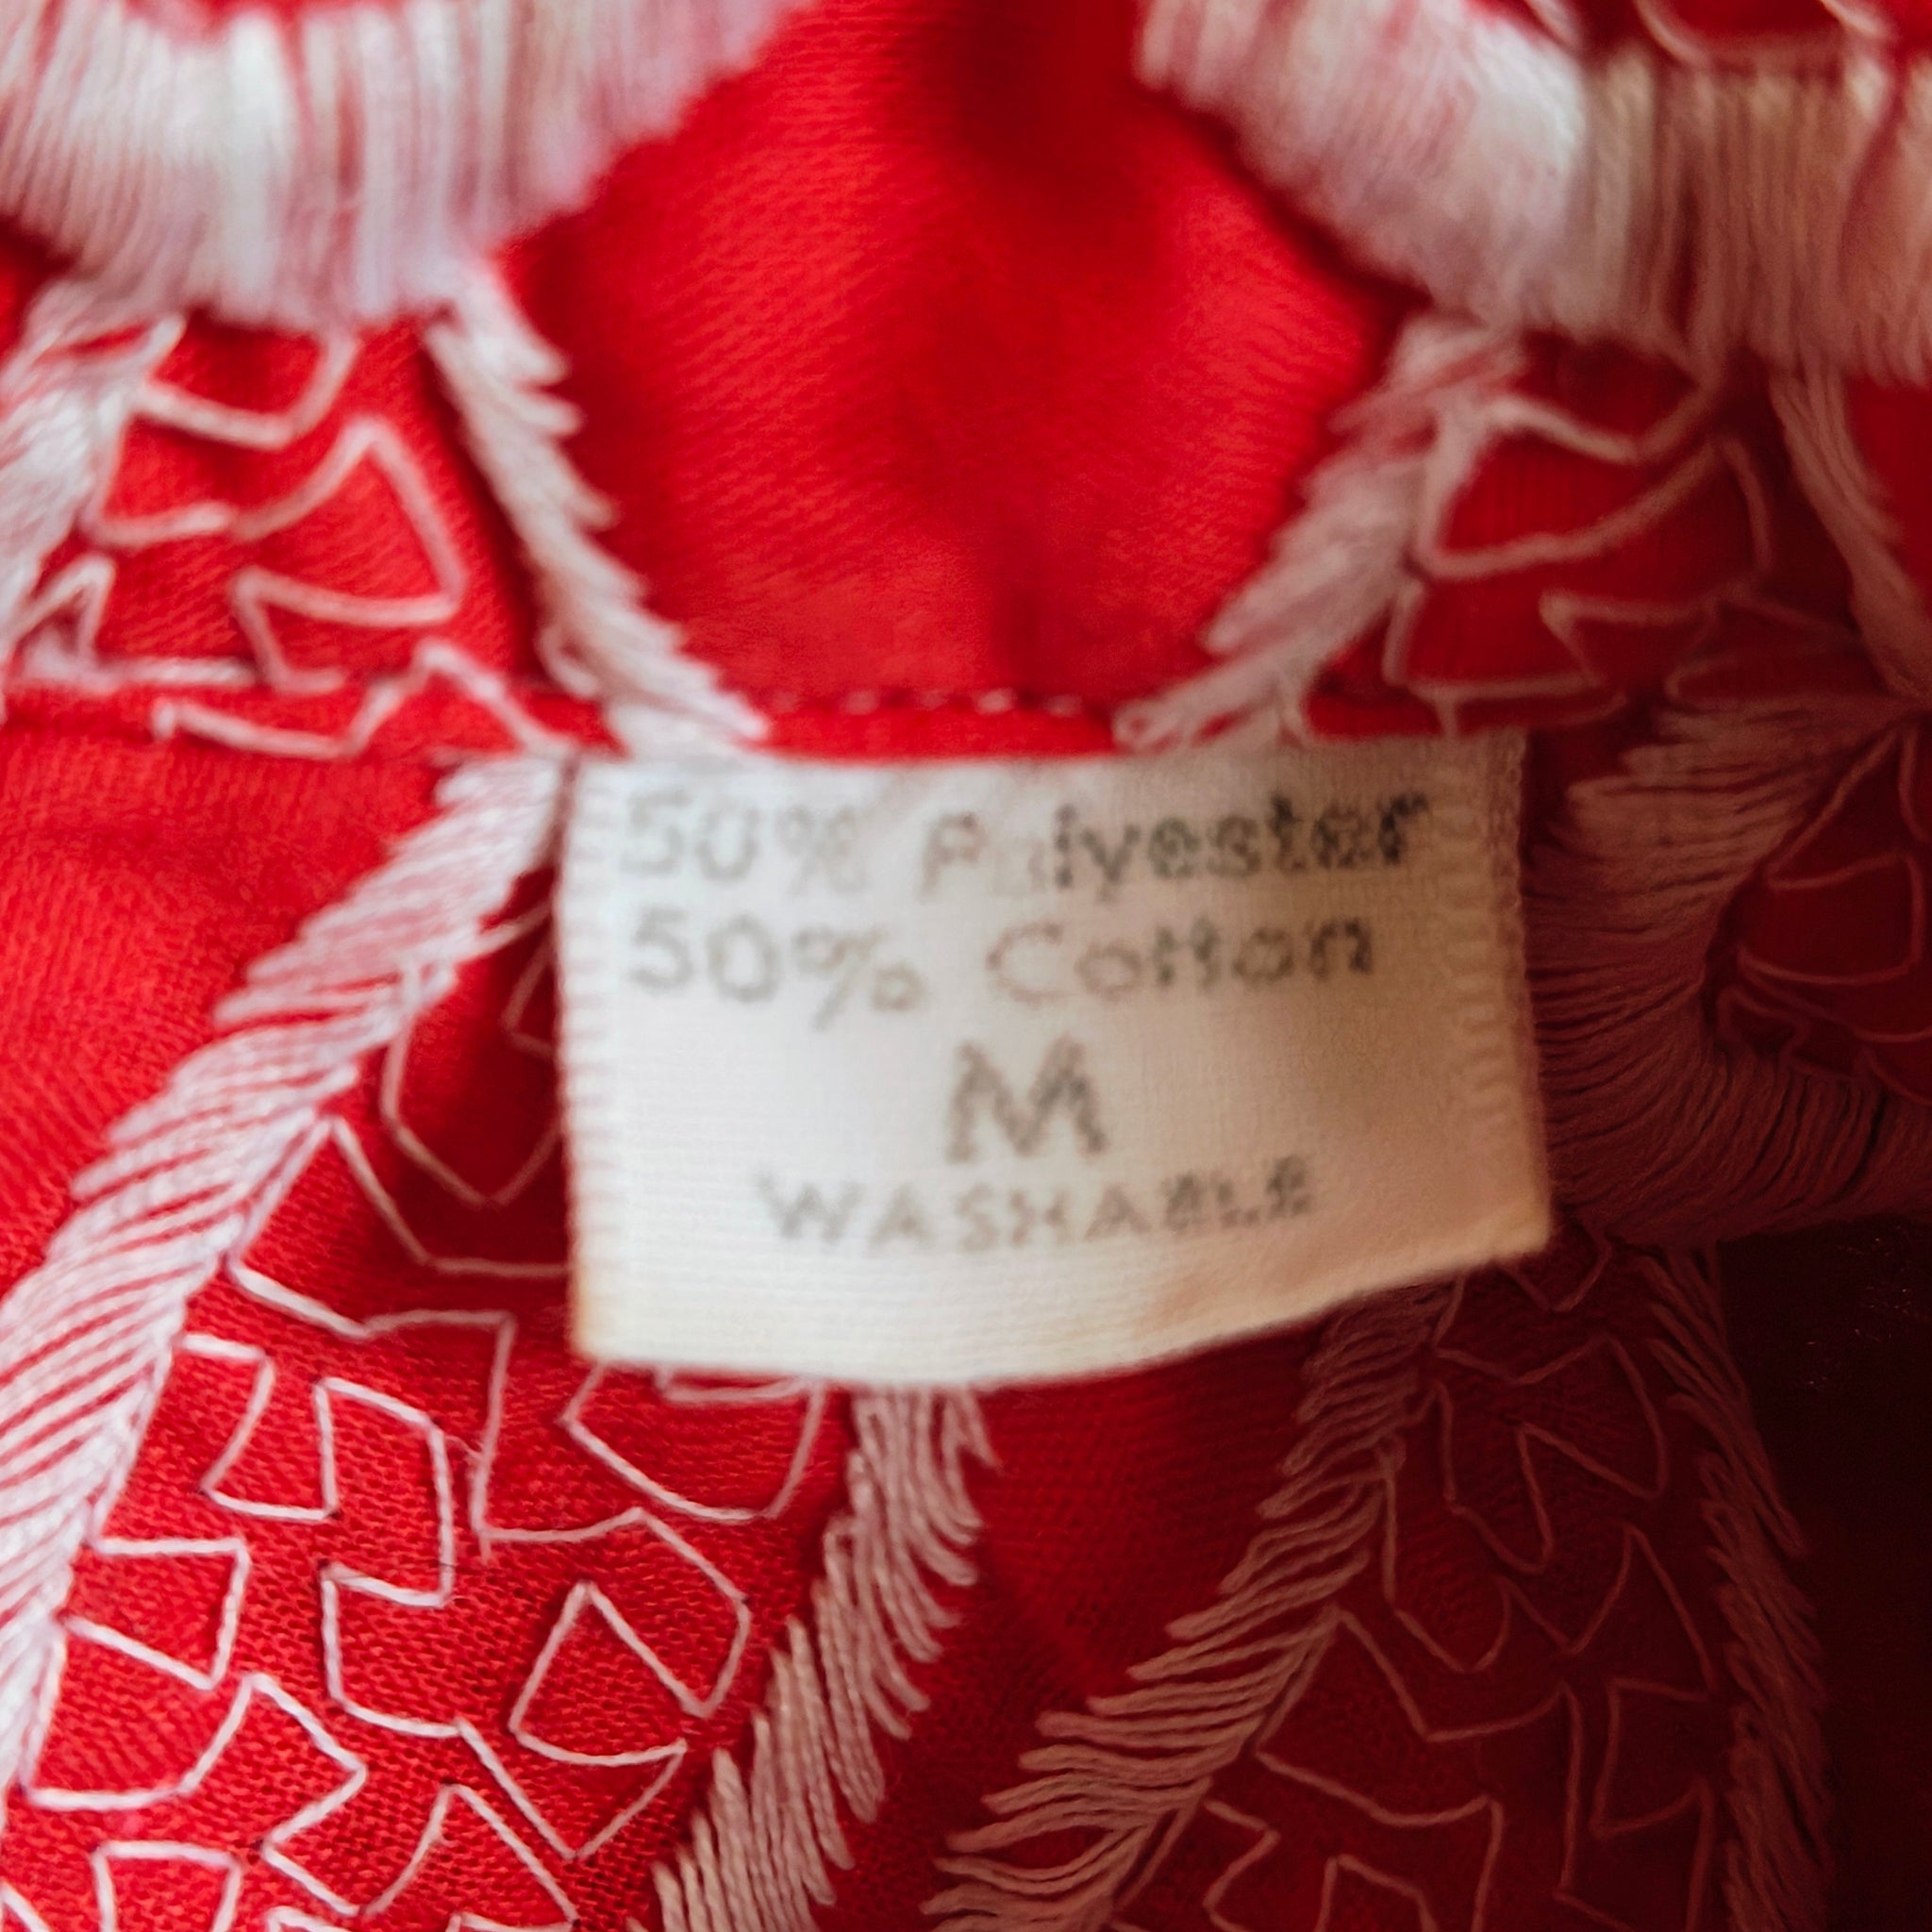 50% Polyester
50% Cotton
M
WASHABLE